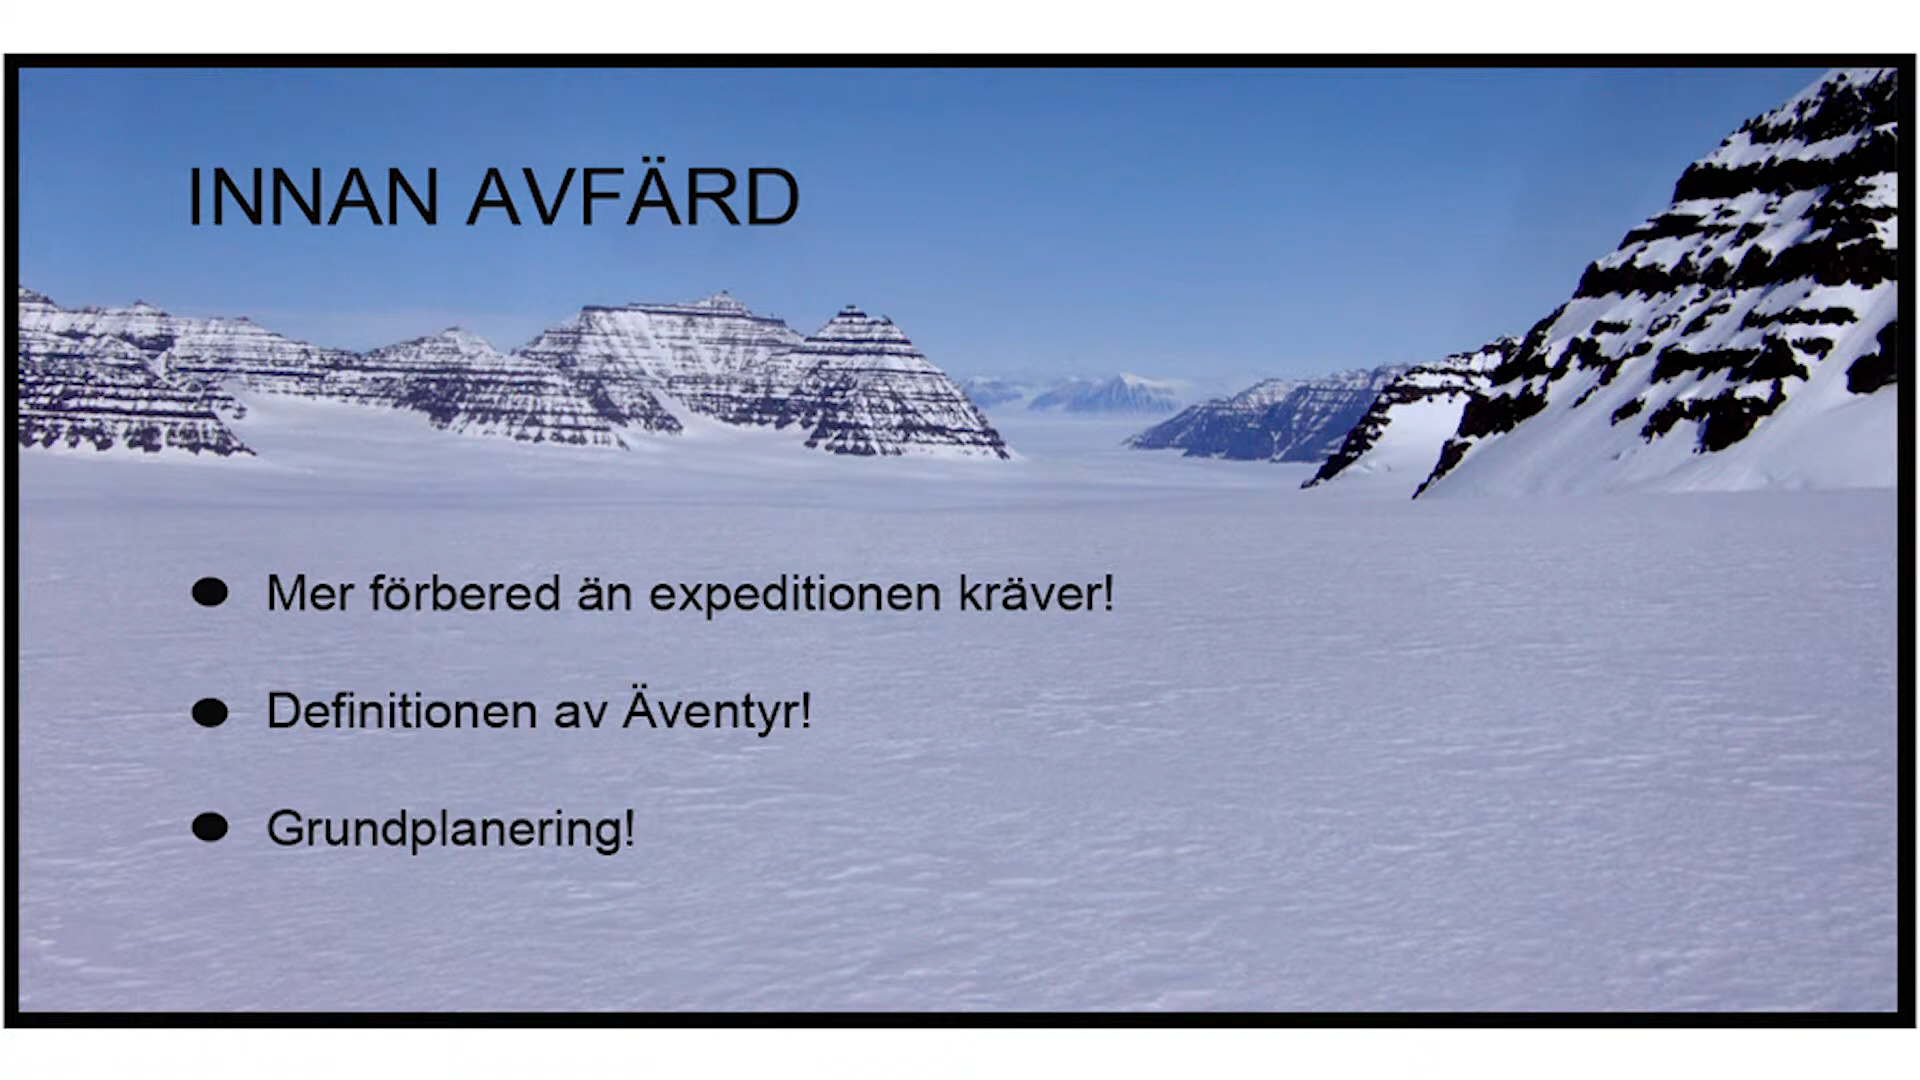 INNAN AVFÄRD
● Mer förbered än expeditionen kräver!
● Definitionen av Äventyr!
● Grundplanering!